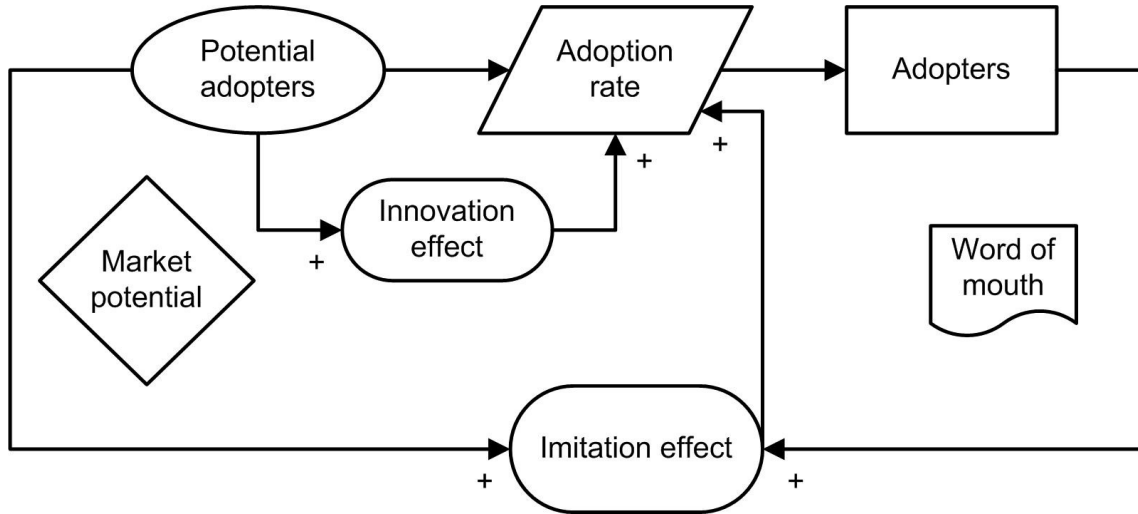 Potential
adopters
Adoption
rate
Adopters
+
+
Innovation
effect
+
Market
potential
Word of
mouth
Imitation effect
+
+